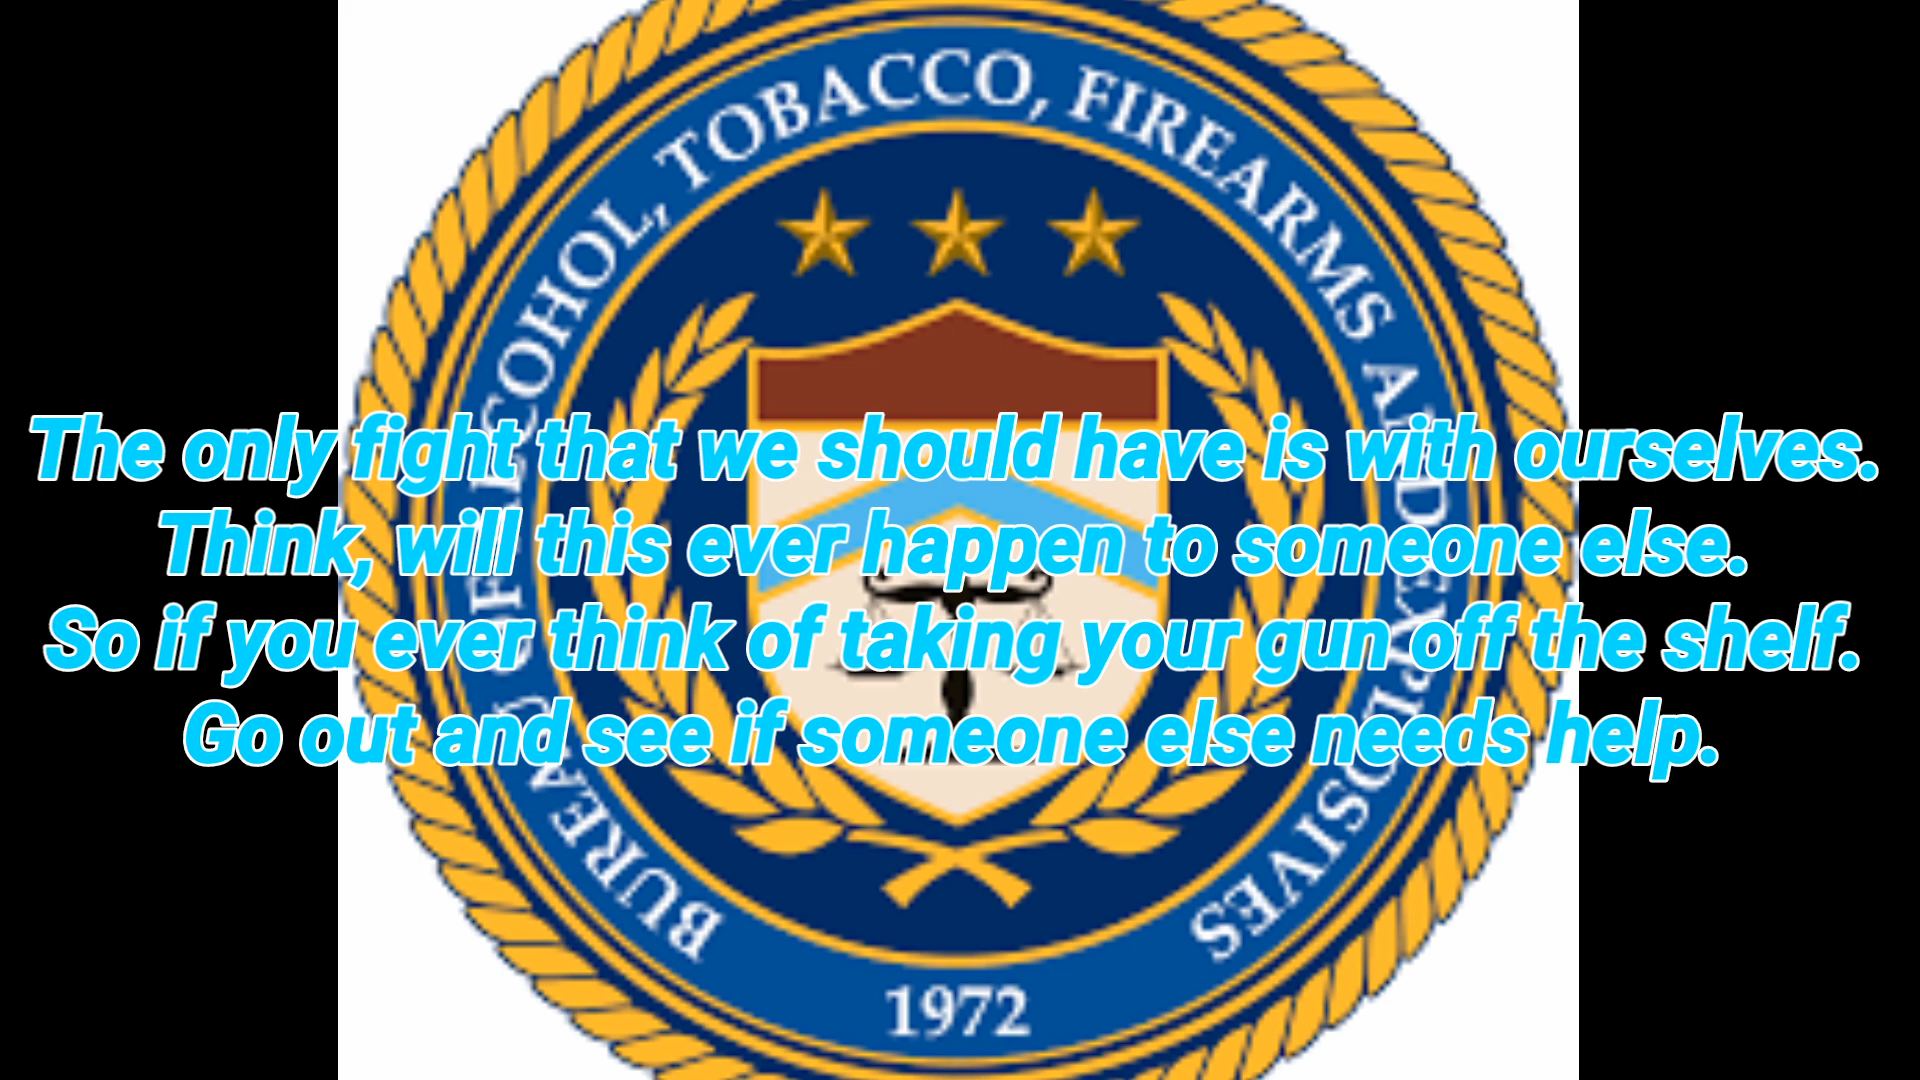 BUREAU OF ALCOHOL, TOBACCO, FIREARMS AND EXPLOSIVES
The only fight that we should have is with ourselves.
Think, will this ever happen to someone else.
So if you ever think of taking your gun off the shelf.
Go out and see if someone else needs help.
1972